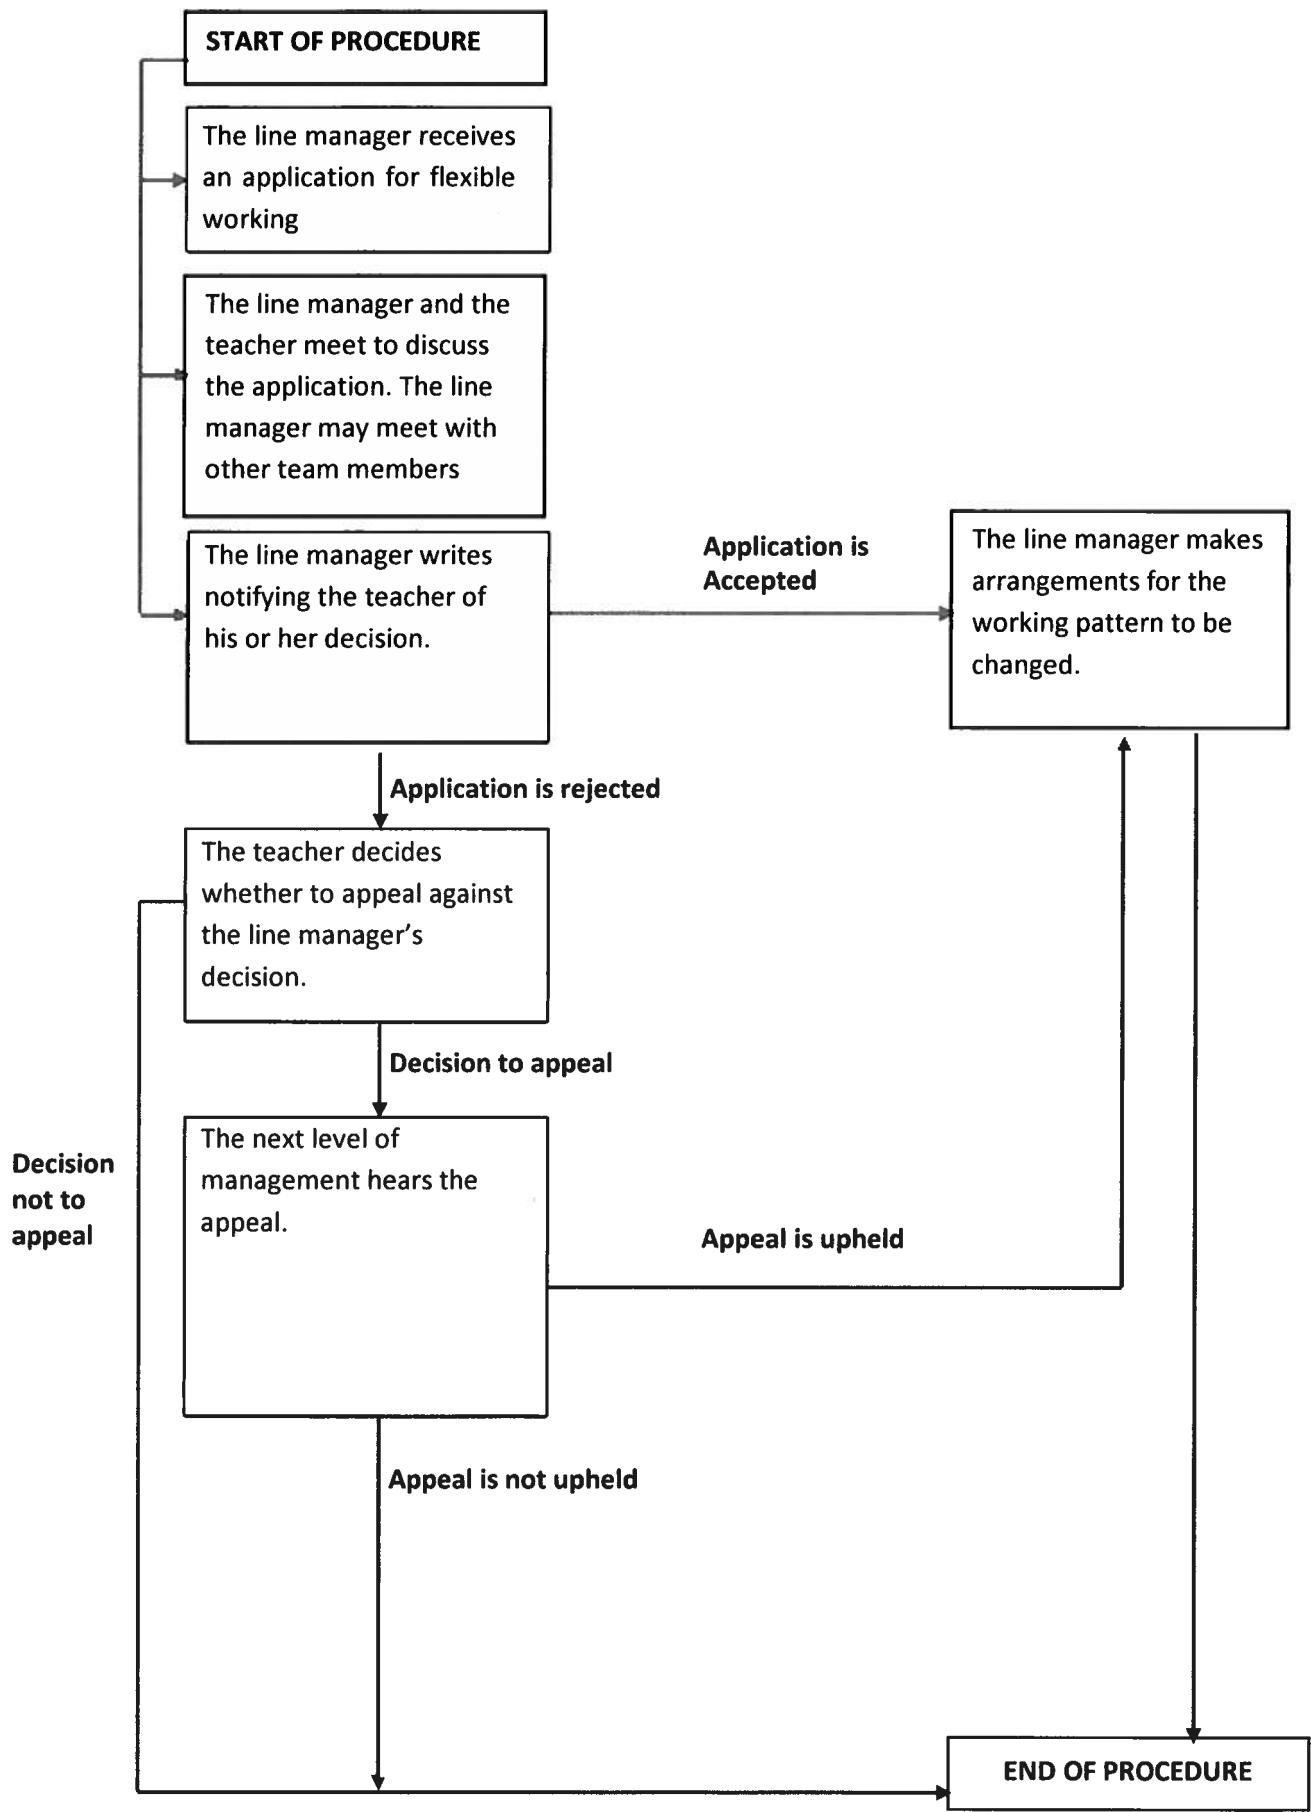 START OF PROCEDURE
The line manager receives
an application for flexible
working
The line manager and the
teacher meet to discuss
the application. The line
manager may meet with
other team members
The line manager writes
notifying the teacher of
his or her decision.
Application is
Accepted
The line manager makes
arrangements for the
working pattern to be
changed.
Application is rejected
The teacher decides
whether to appeal against
the line manager’s
decision.
Decision to appeal
Decision
not to
appeal
The next level of
management hears the
appeal.
Appeal is upheld
Appeal is not upheld
END OF PROCEDURE